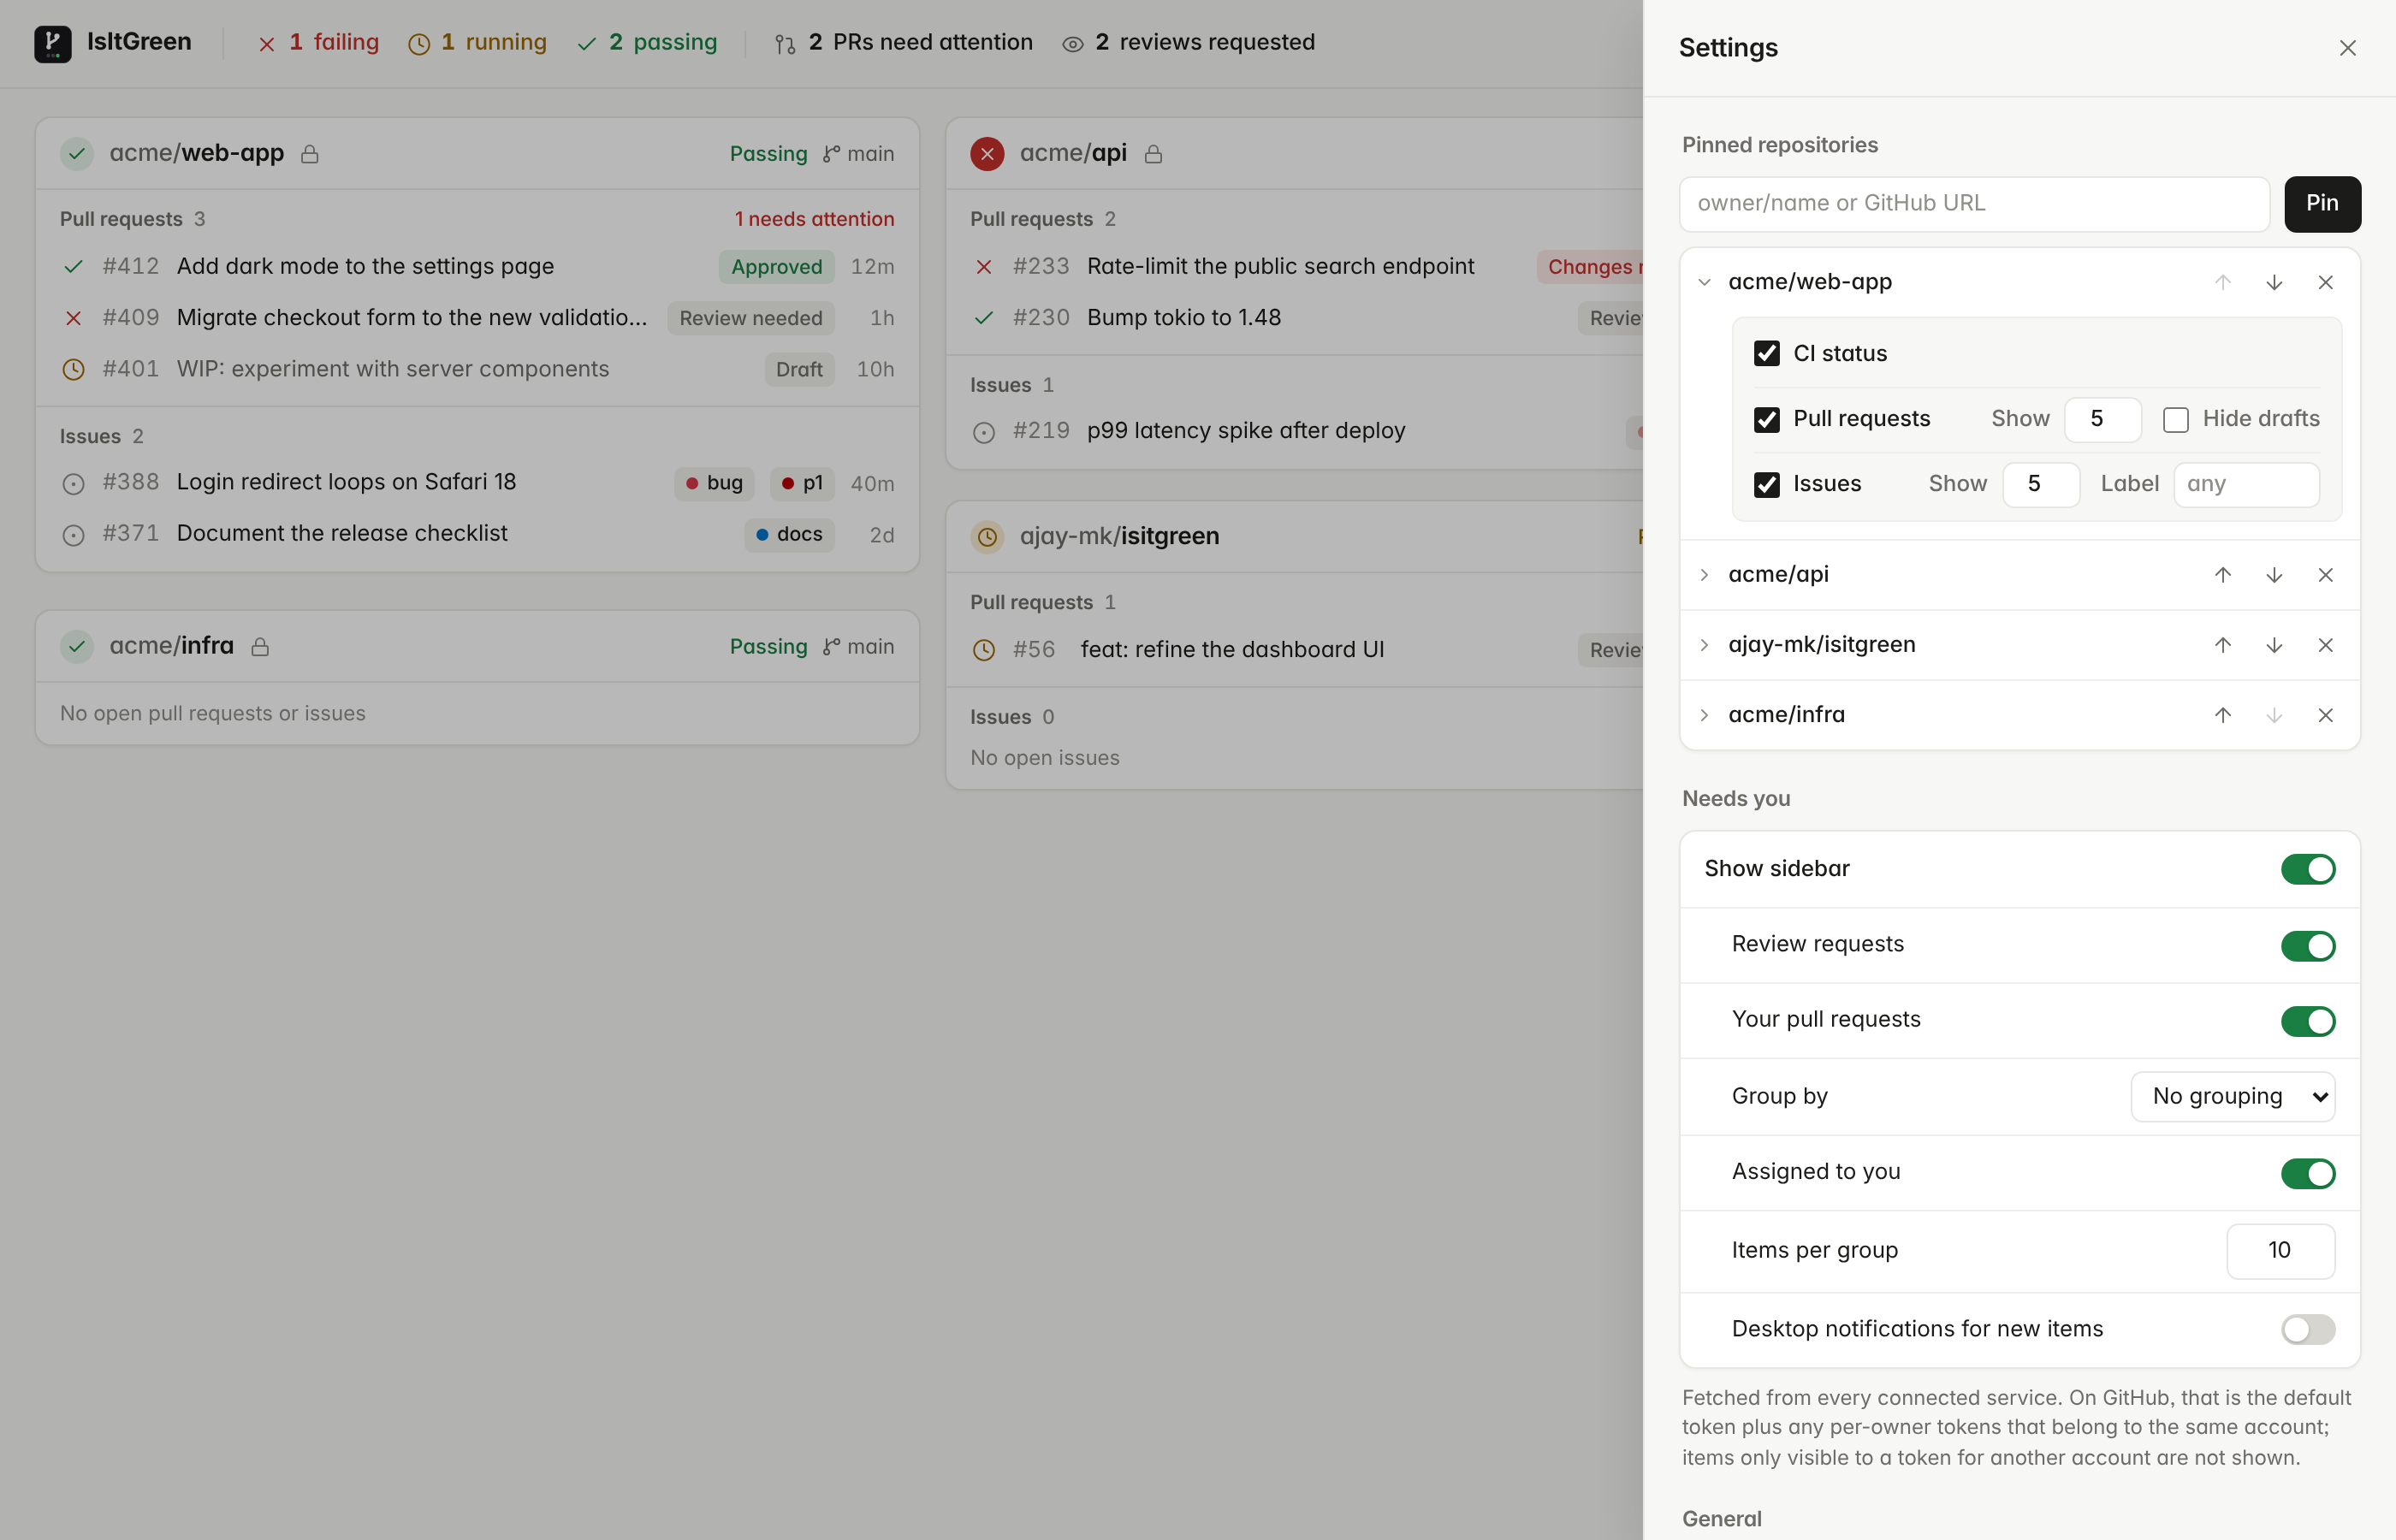 IsItGreen
1 failing
1 running
2 passing
2 PRs need attention
2 reviews requested
acme/web-app
Passing main
Pull requests 3
1 needs attention
#412 Add dark mode to the settings page Approved 12m
#409 Migrate checkout form to the new validatio... Review needed 1h
#401 WIP: experiment with server components Draft 10h
Issues 2
#388 Login redirect loops on Safari 18 bug p1 40m
#371 Document the release checklist docs 2d
acme/infra
Passing main
No open pull requests or issues
acme/api
Pull requests 2
#233 Rate-limit the public search endpoint Changes
#230 Bump tokio to 1.48
Issues 1
#219 p99 latency spike after deploy
ajay-mk/isitgreen
Pull requests 1
#56 feat: refine the dashboard UI
Issues 0
No open issues
Settings
Pinned repositories
owner/name or GitHub URL
Pin
acme/web-app
CI status
Pull requests Show 5 Hide drafts
Issues Show 5 Label any
acme/api
ajay-mk/isitgreen
acme/infra
Needs you
Show sidebar
Review requests
Your pull requests
Group by No grouping
Assigned to you
Items per group 10
Desktop notifications for new items
Fetched from every connected service. On GitHub, that is the default
token plus any per-owner tokens that belong to the same account;
items only visible to a token for another account are not shown.
General